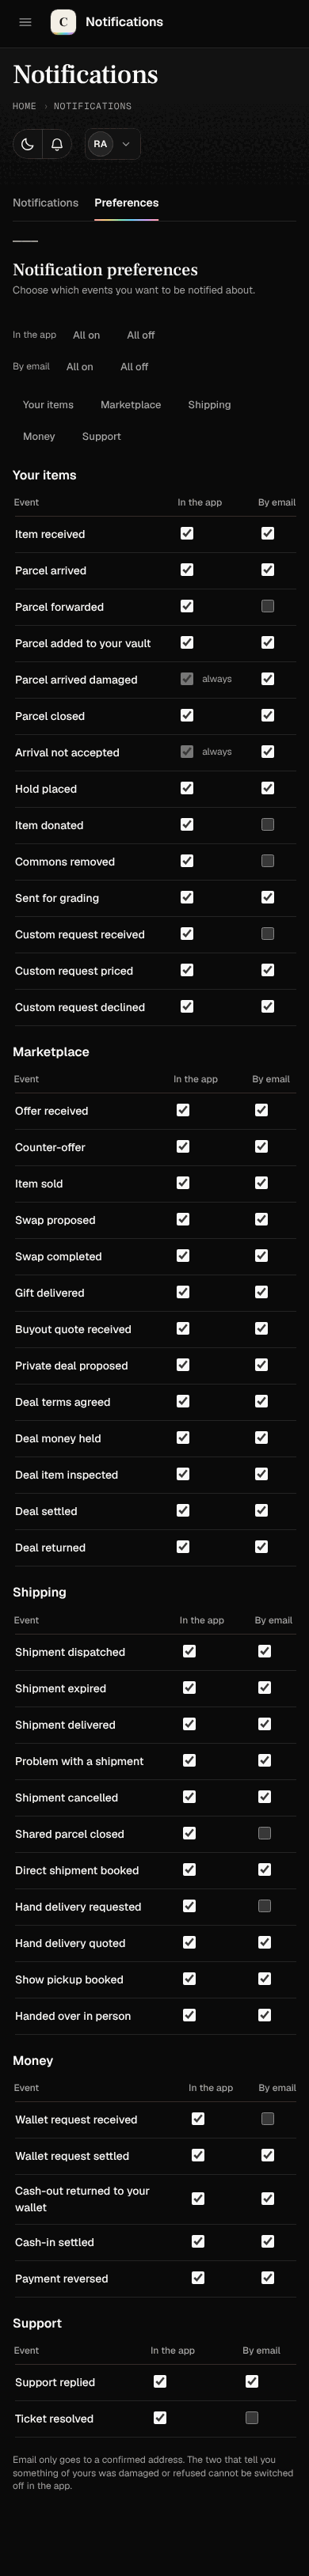 C Notifications
Notifications
HOME › NOTIFICATIONS
RA
Notifications Preferences
Notification preferences
Choose which events you want to be notified about.
In the app All on All off
By email All on All off
Your items Marketplace Shipping
Money Support
Your items
Event In the app By email
Item received
Parcel arrived
Parcel forwarded
Parcel added to your vault
Parcel arrived damaged always
Parcel closed
Arrival not accepted always
Hold placed
Item donated
Commons removed
Sent for grading
Custom request received
Custom request priced
Custom request declined
Marketplace
Event In the app By email
Offer received
Counter-offer
Item sold
Swap proposed
Swap completed
Gift delivered
Buyout quote received
Private deal proposed
Deal terms agreed
Deal money held
Deal item inspected
Deal settled
Deal returned
Shipping
Event In the app By email
Shipment dispatched
Shipment expired
Shipment delivered
Problem with a shipment
Shipment cancelled
Shared parcel closed
Direct shipment booked
Hand delivery requested
Hand delivery quoted
Show pickup booked
Handed over in person
Money
Event In the app By email
Wallet request received
Wallet request settled
Cash-out returned to your
wallet
Cash-in settled
Payment reversed
Support
Event In the app By email
Support replied
Ticket resolved
Email only goes to a confirmed address. The two that tell you
something of yours was damaged or refused cannot be switched
off in the app.